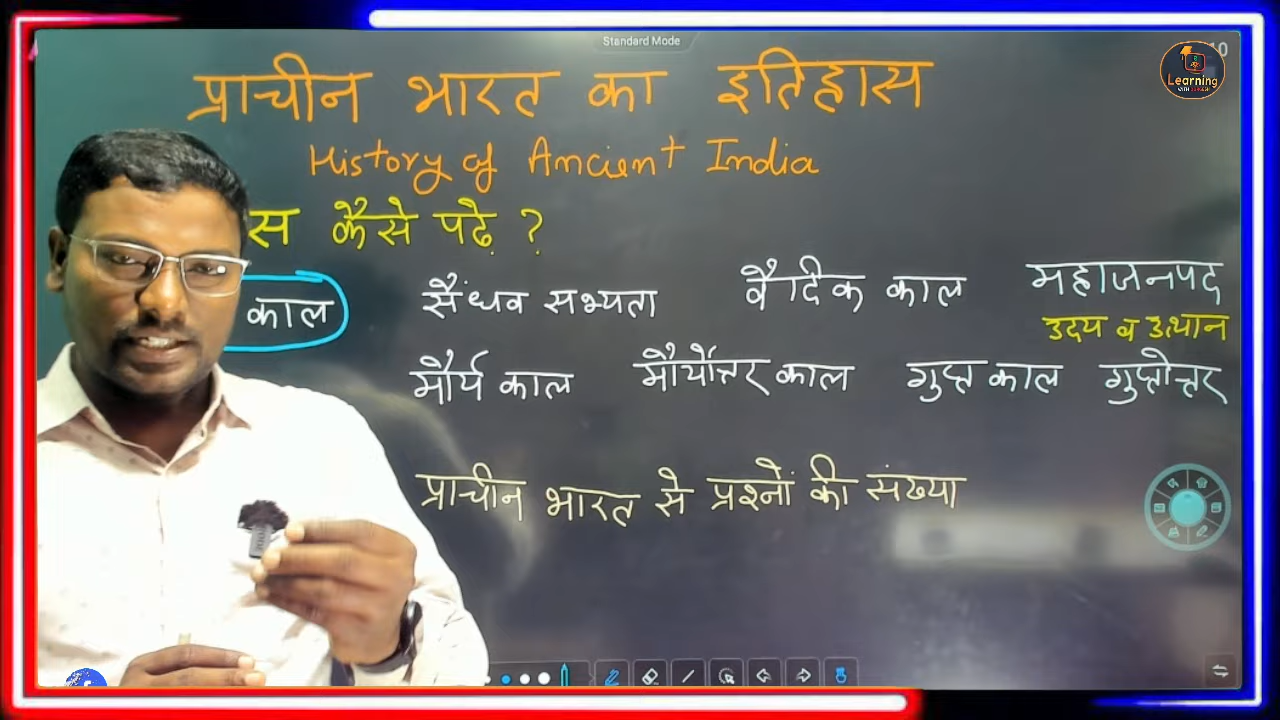 Standard Mode
10
Learning
प्राचीन भारत का इतिहास
History of Ancient India
स कैसे पढ़े ?
काल
सैंधव सभ्यता वैदिक काल महाजनपद
उदय व उत्थान
मौर्य काल मौर्योत्तर काल गुप्त काल गुप्तोत्तर
प्राचीन भारत से प्रश्नों की संख्या